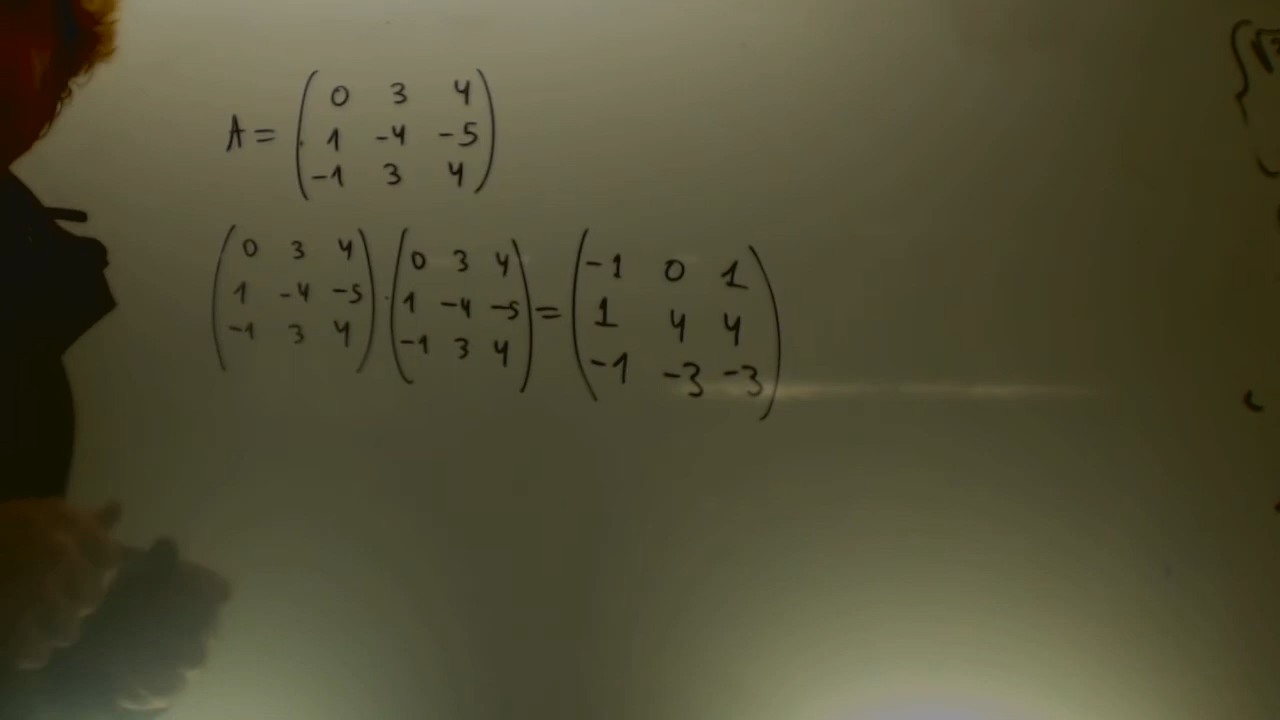 A = ( 0 3 4
1 -4 -5
-1 3 4 )
( 0 3 4 ) · ( 0 3 4 ) = ( -1 0 1 )
( 1 -4 -5 ) ( 1 -4 -5 ) ( 1 4 4 )
( -1 3 4 ) ( -1 3 4 ) ( -1 -3 -3 )